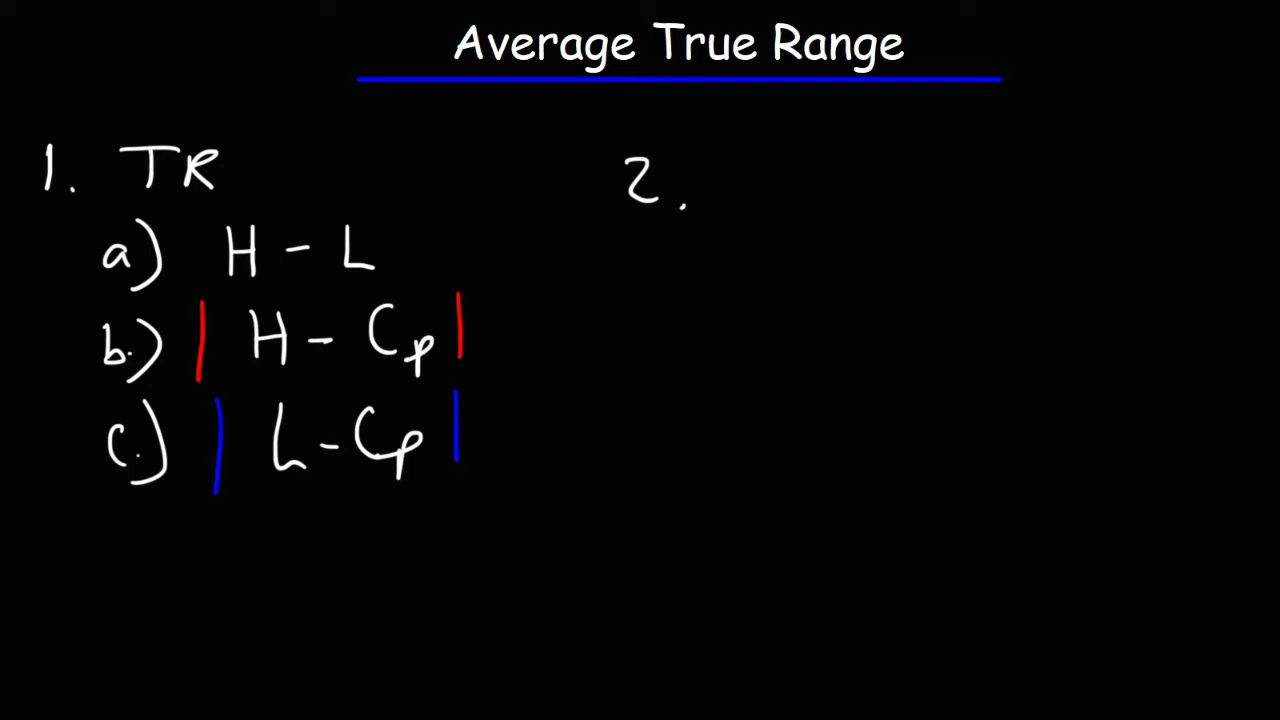 Average True Range
1. TR
a) H - L
b.) | H - Cp |
c.) | L - Cp |
2.